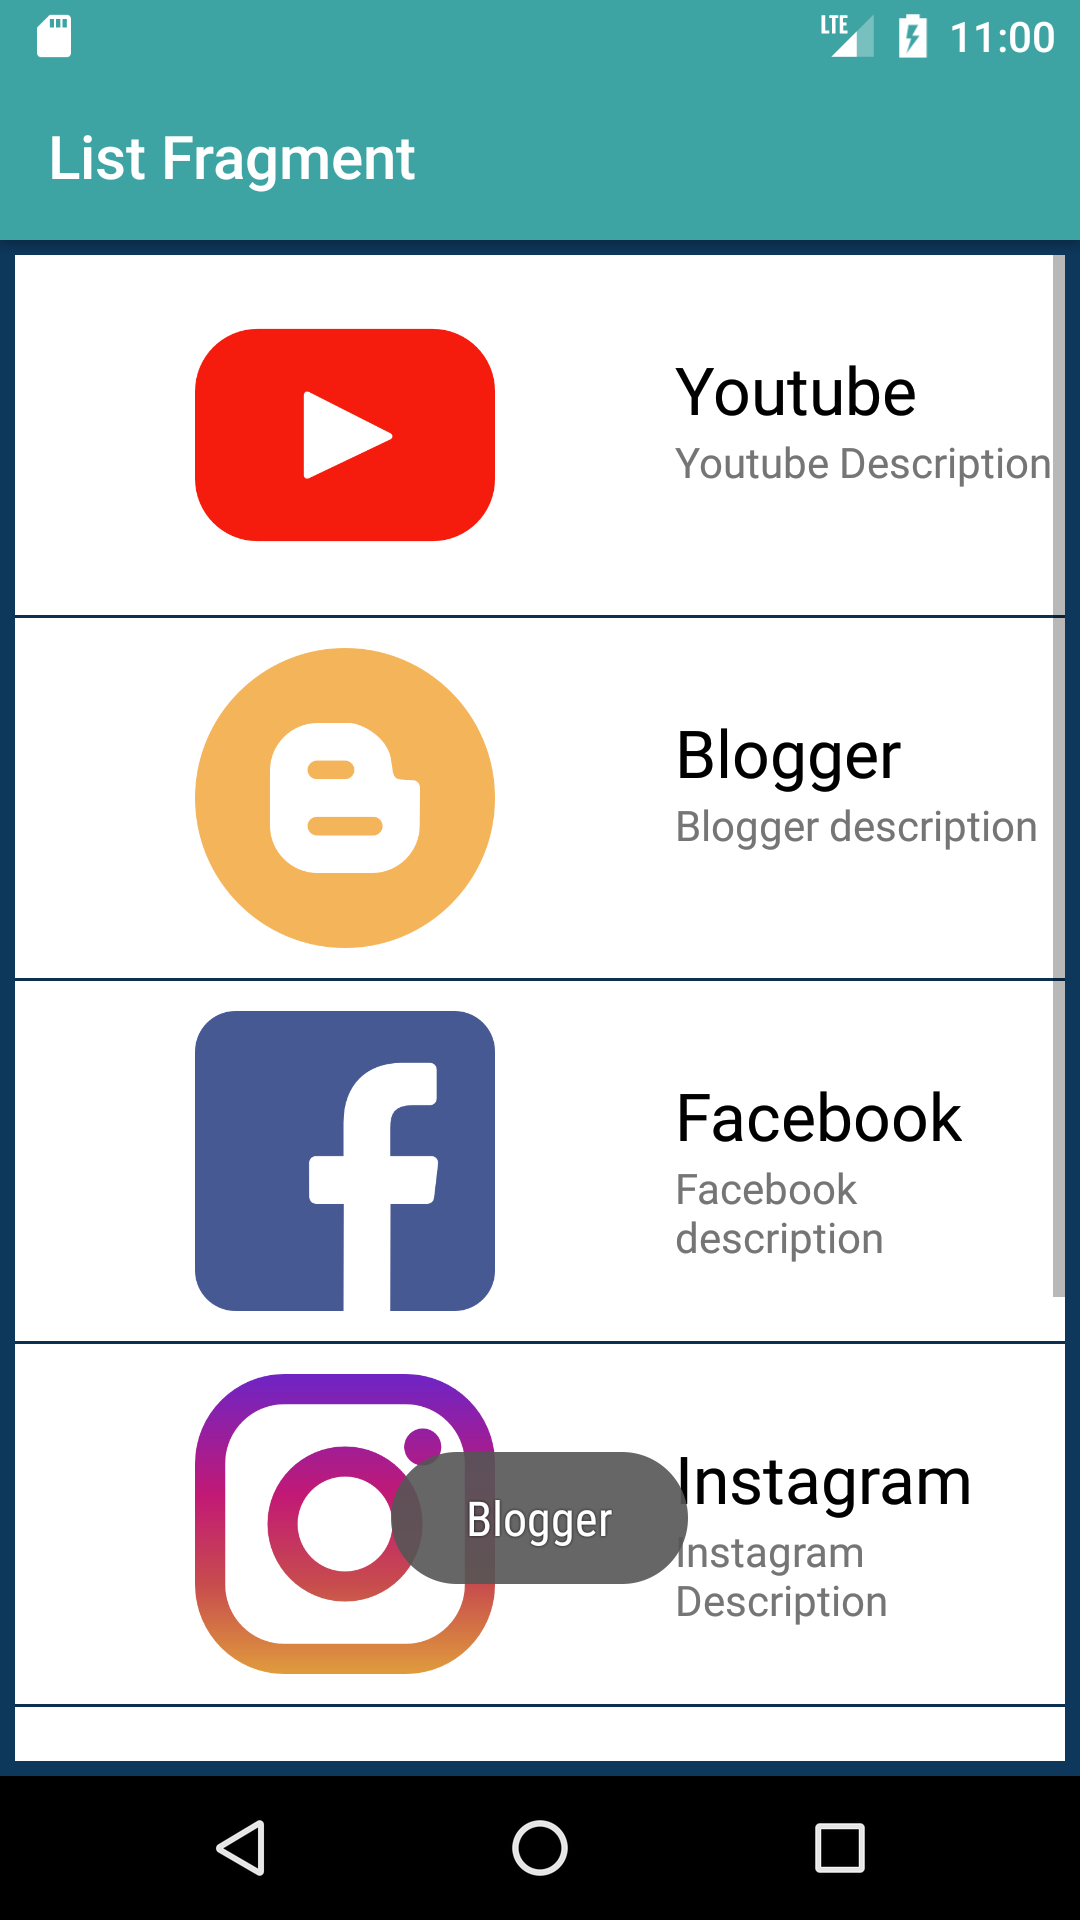 LTE 11:00
List Fragment
Youtube
Youtube Description
Blogger
Blogger description
Facebook
Facebook
description
Instagram
Blogger
Instagram
Description